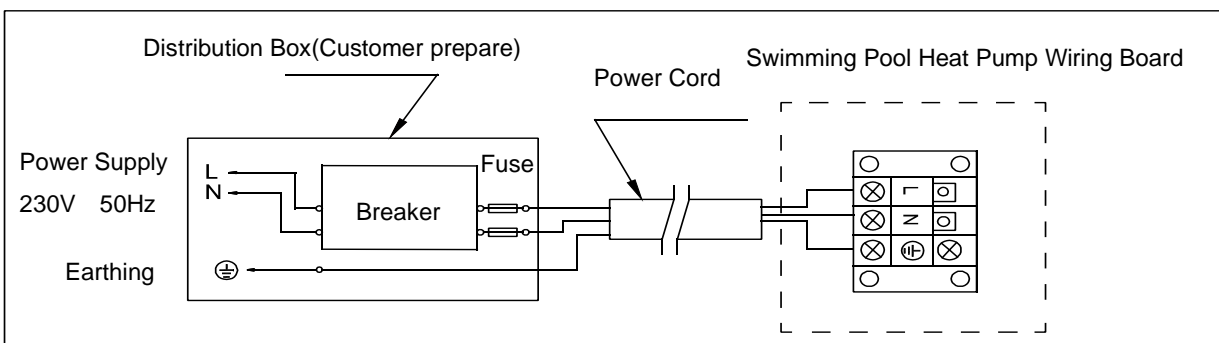 Distribution Box(Customer prepare)
Power Cord
Swimming Pool Heat Pump Wiring Board
Power Supply
230V 50Hz
L
N
Fuse
Breaker
Earthing
L
N